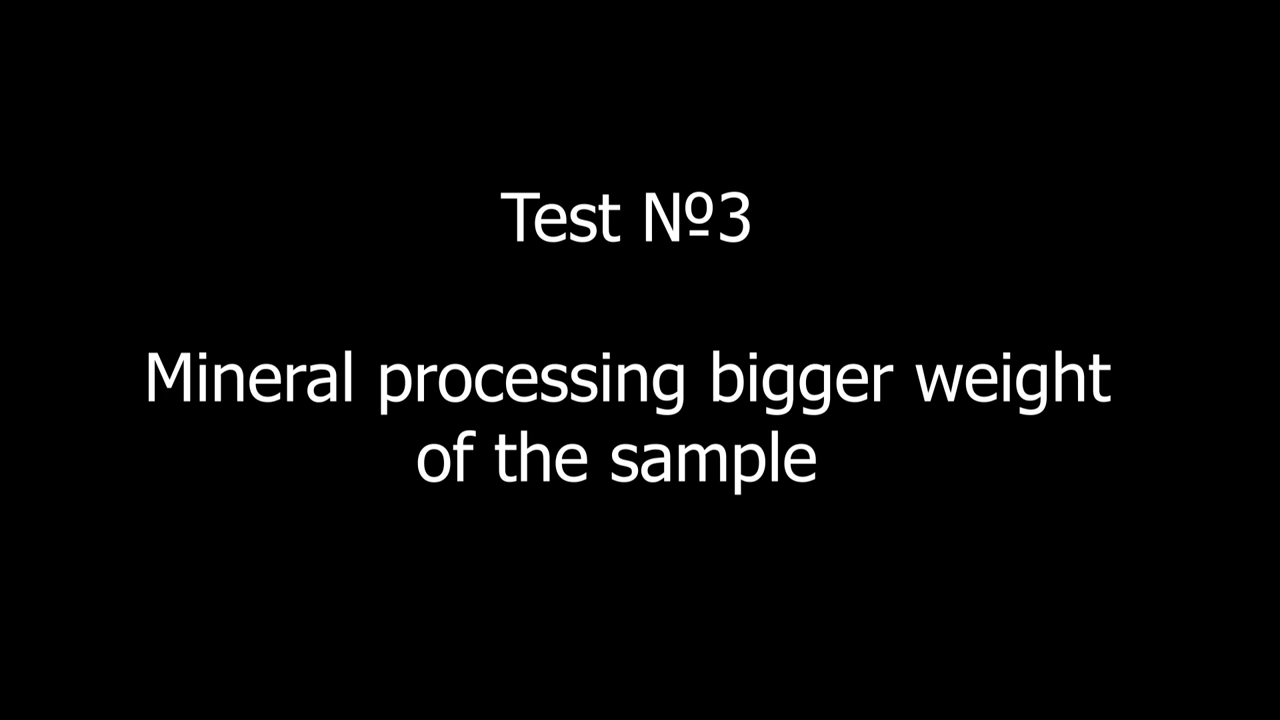 Test №3
Mineral processing bigger weight
of the sample